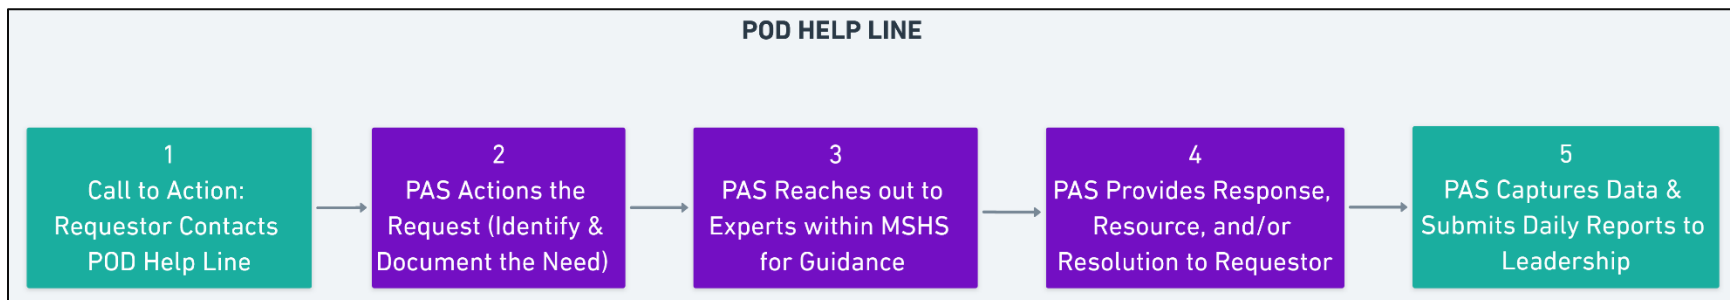 POD HELP LINE
1
Call to Action:
Requestor Contacts
POD Help Line
2
PAS Actions the
Request (Identify &
Document the Need)
3
PAS Reaches out to
Experts within MSHS
for Guidance
4
PAS Provides Response,
Resource, and/or
Resolution to Requestor
5
PAS Captures Data &
Submits Daily Reports to
Leadership